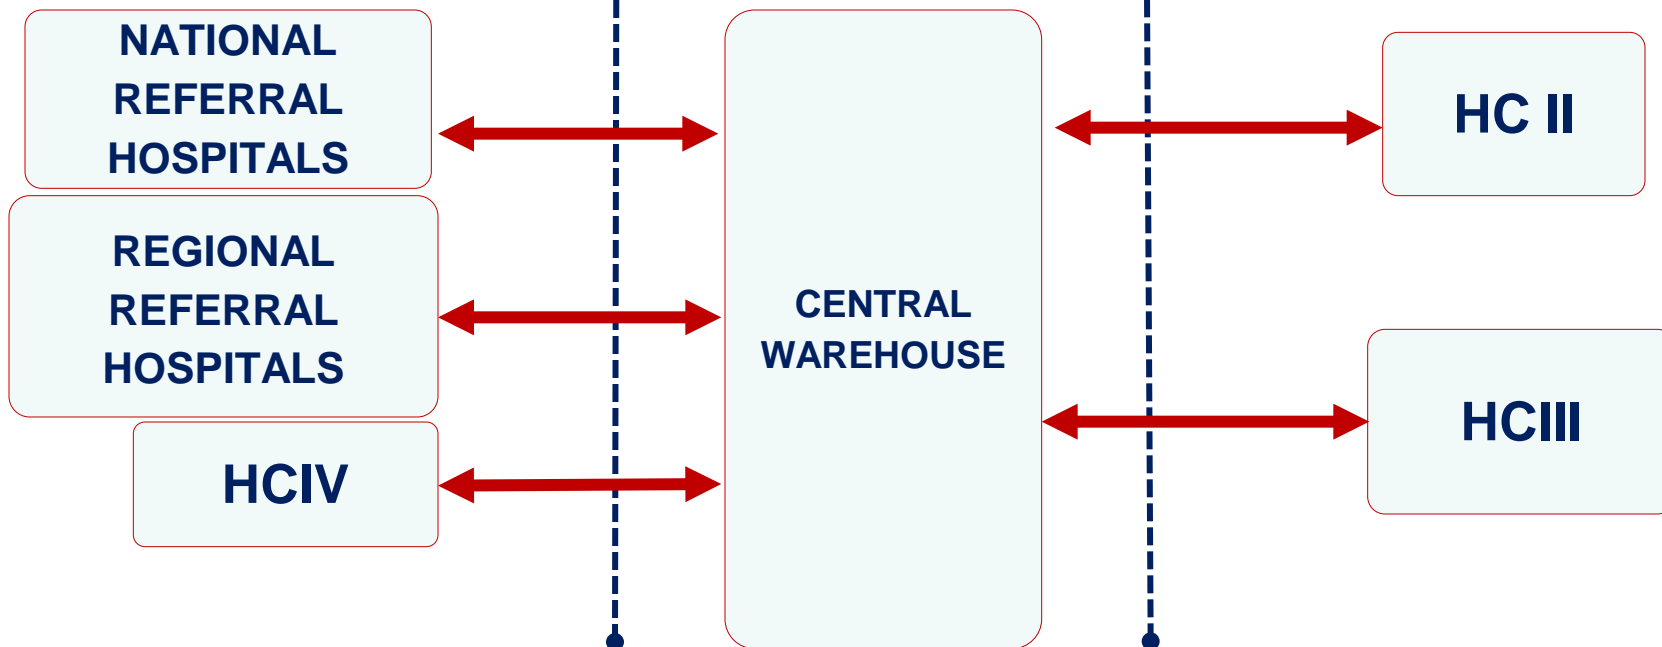 NATIONAL
REFERRAL
HOSPITALS
REGIONAL
REFERRAL
HOSPITALS
HCIV
CENTRAL
WAREHOUSE
HC II
HCIII